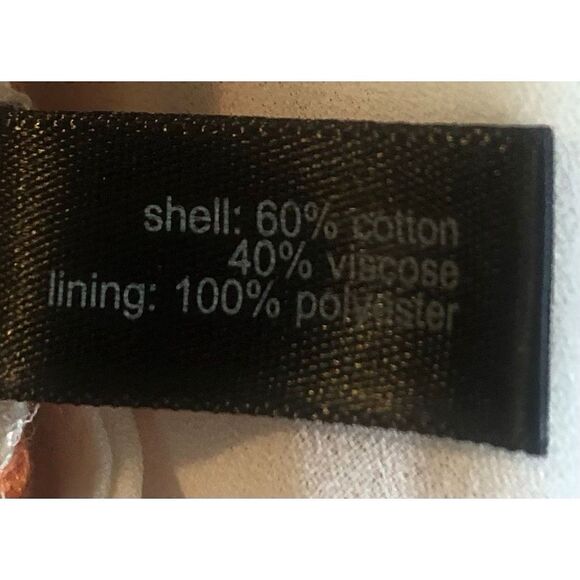 shell: 60% cotton
40% viscose
lining: 100% polyester